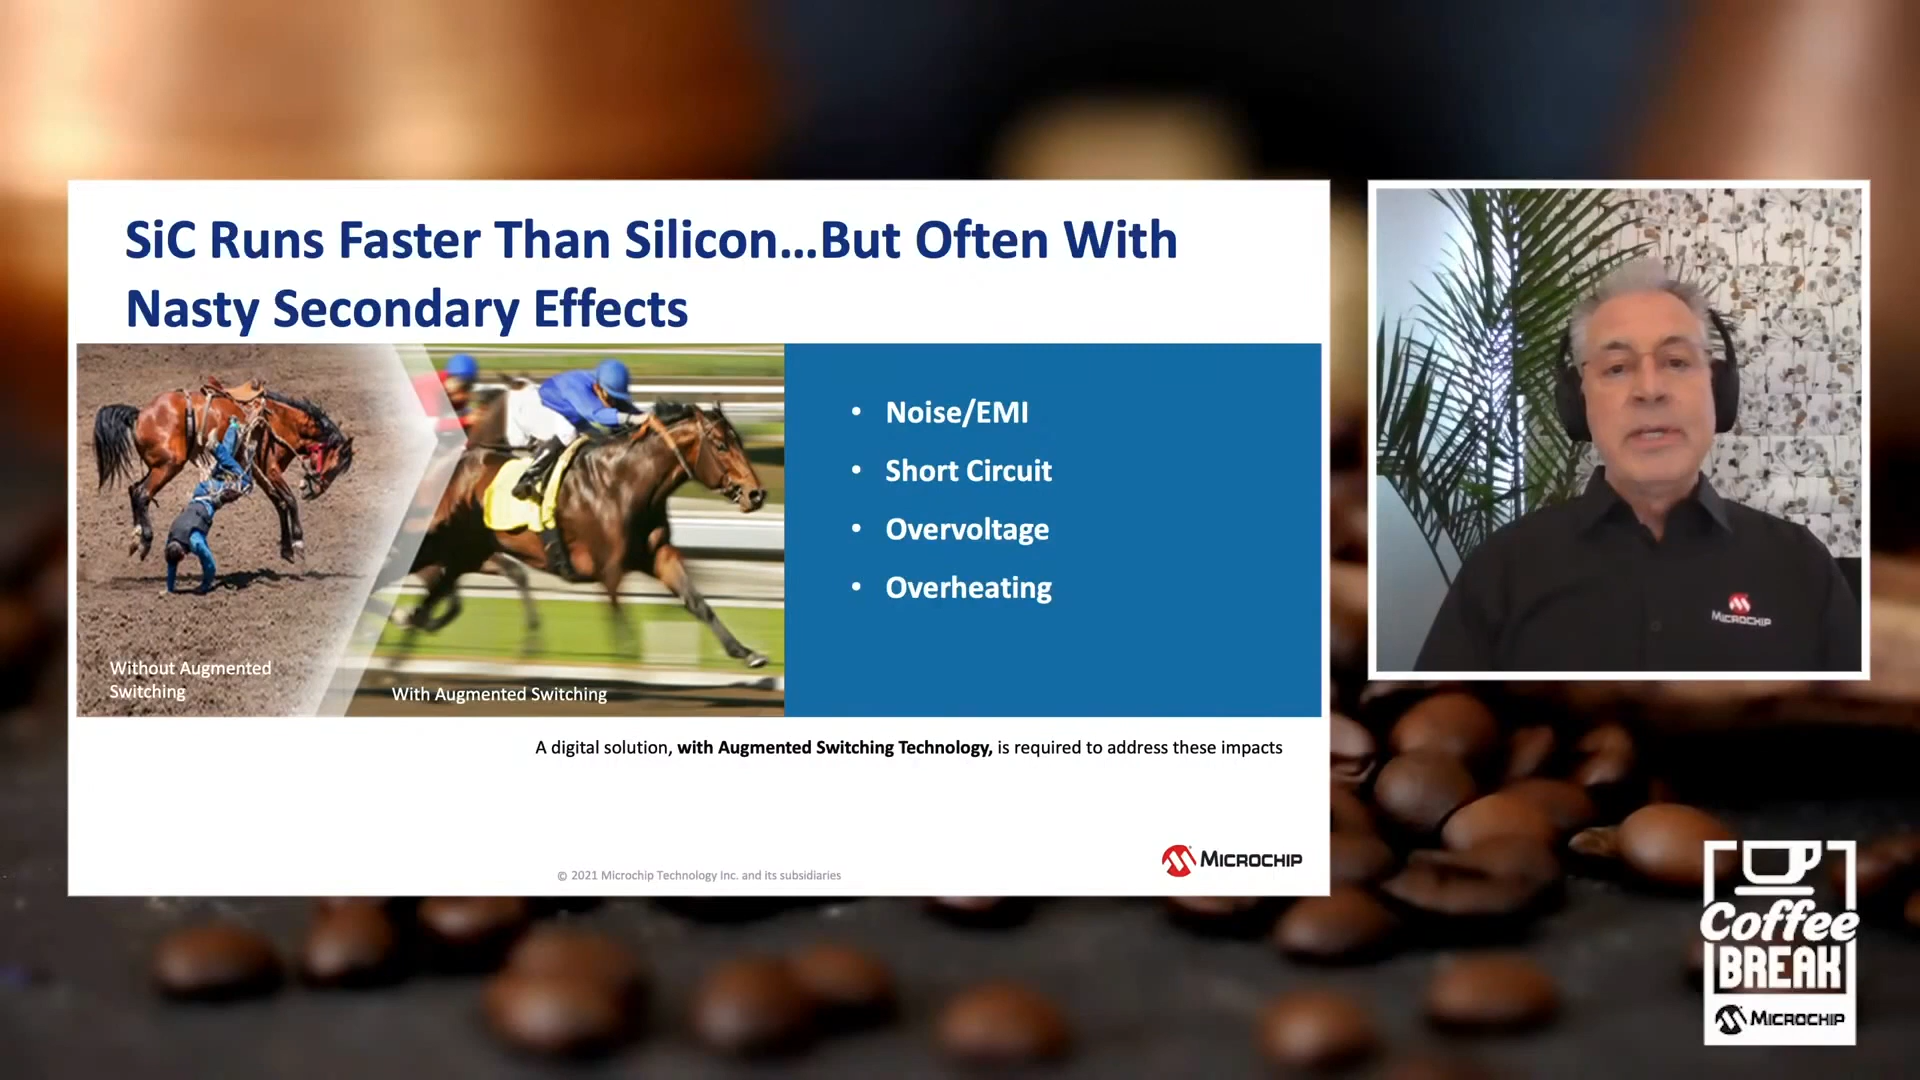 SiC Runs Faster Than Silicon...But Often With
Nasty Secondary Effects
Without Augmented
Switching
With Augmented Switching
• Noise/EMI
• Short Circuit
• Overvoltage
• Overheating
A digital solution, with Augmented Switching Technology, is required to address these impacts
© 2021 Microchip Technology Inc. and its subsidiaries
MICROCHIP
MICROCHIP
Coffee
BREAK
MICROCHIP